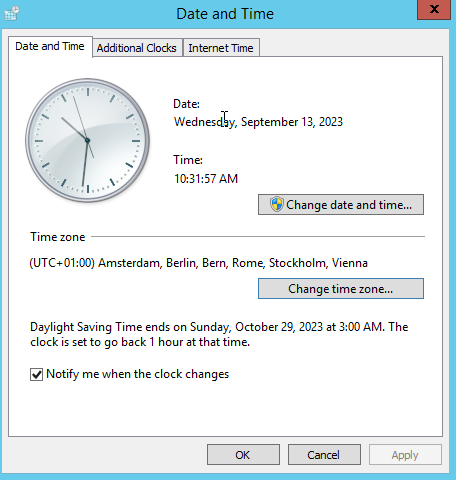 Date and Time
x
Date and Time
Additional Clocks
Internet Time
Date:
Wednesday, September 13, 2023
Time:
10:31:57 AM
Change date and time...
Time zone
(UTC+01:00) Amsterdam, Berlin, Bern, Rome, Stockholm, Vienna
Change time zone...
Daylight Saving Time ends on Sunday, October 29, 2023 at 3:00 AM. The
clock is set to go back 1 hour at that time.
Notify me when the clock changes
OK
Cancel
Apply